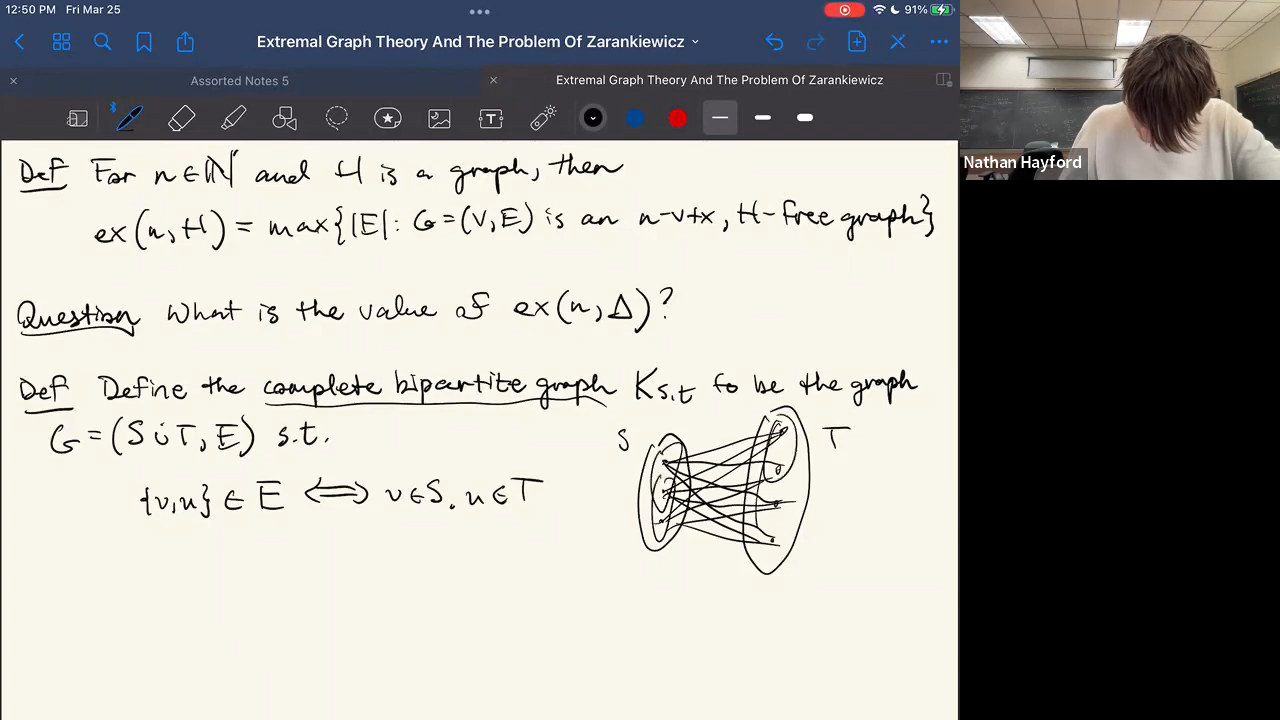 12:50 PM Fri Mar 25
91%
Extremal Graph Theory And The Problem Of Zarankiewicz
Assorted Notes 5
Extremal Graph Theory And The Problem Of Zarankiewicz
Nathan Hayford
Def For n∈ℕ and H is a graph, then
ex(n,H) = max{|E|: G=(V,E) is an n-vtx, H-free graph}
Question What is the value of ex(n,Δ)?
Def Define the complete bipartite graph Ks,t to be the graph
G=(S ∪̇ T, E) s.t.
S T
{v,u} ∈ E ⟺ v∈S, u∈T